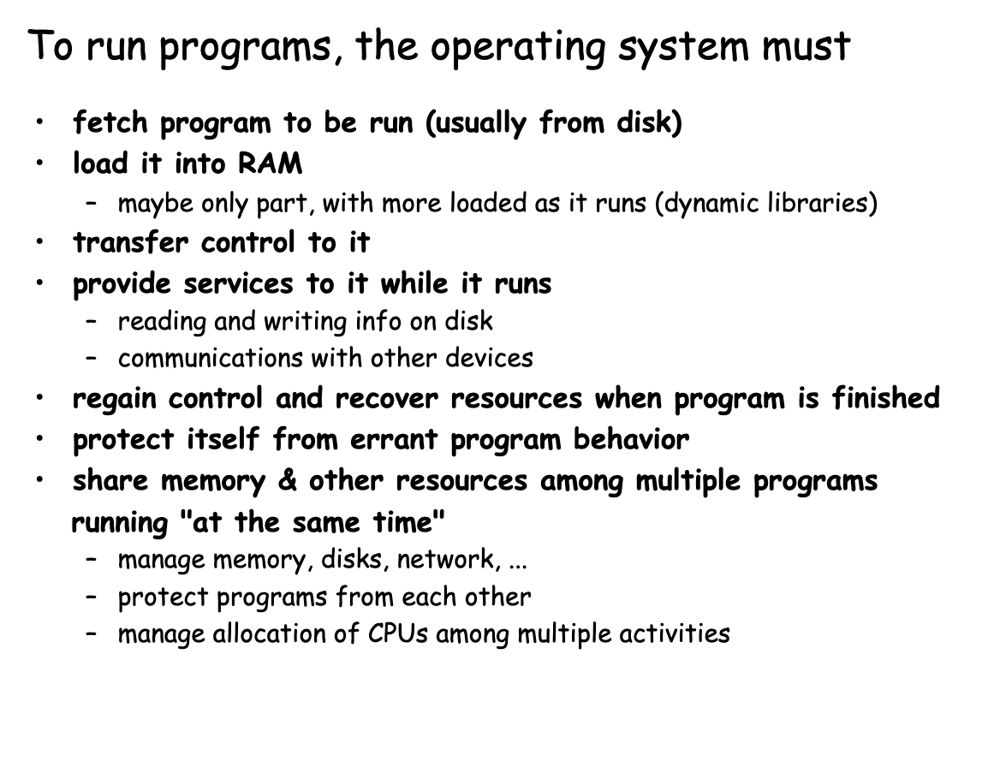 To run programs, the operating system must
• fetch program to be run (usually from disk)
• load it into RAM
– maybe only part, with more loaded as it runs (dynamic libraries)
• transfer control to it
• provide services to it while it runs
– reading and writing info on disk
– communications with other devices
• regain control and recover resources when program is finished
• protect itself from errant program behavior
• share memory & other resources among multiple programs
running "at the same time"
– manage memory, disks, network, ...
– protect programs from each other
– manage allocation of CPUs among multiple activities